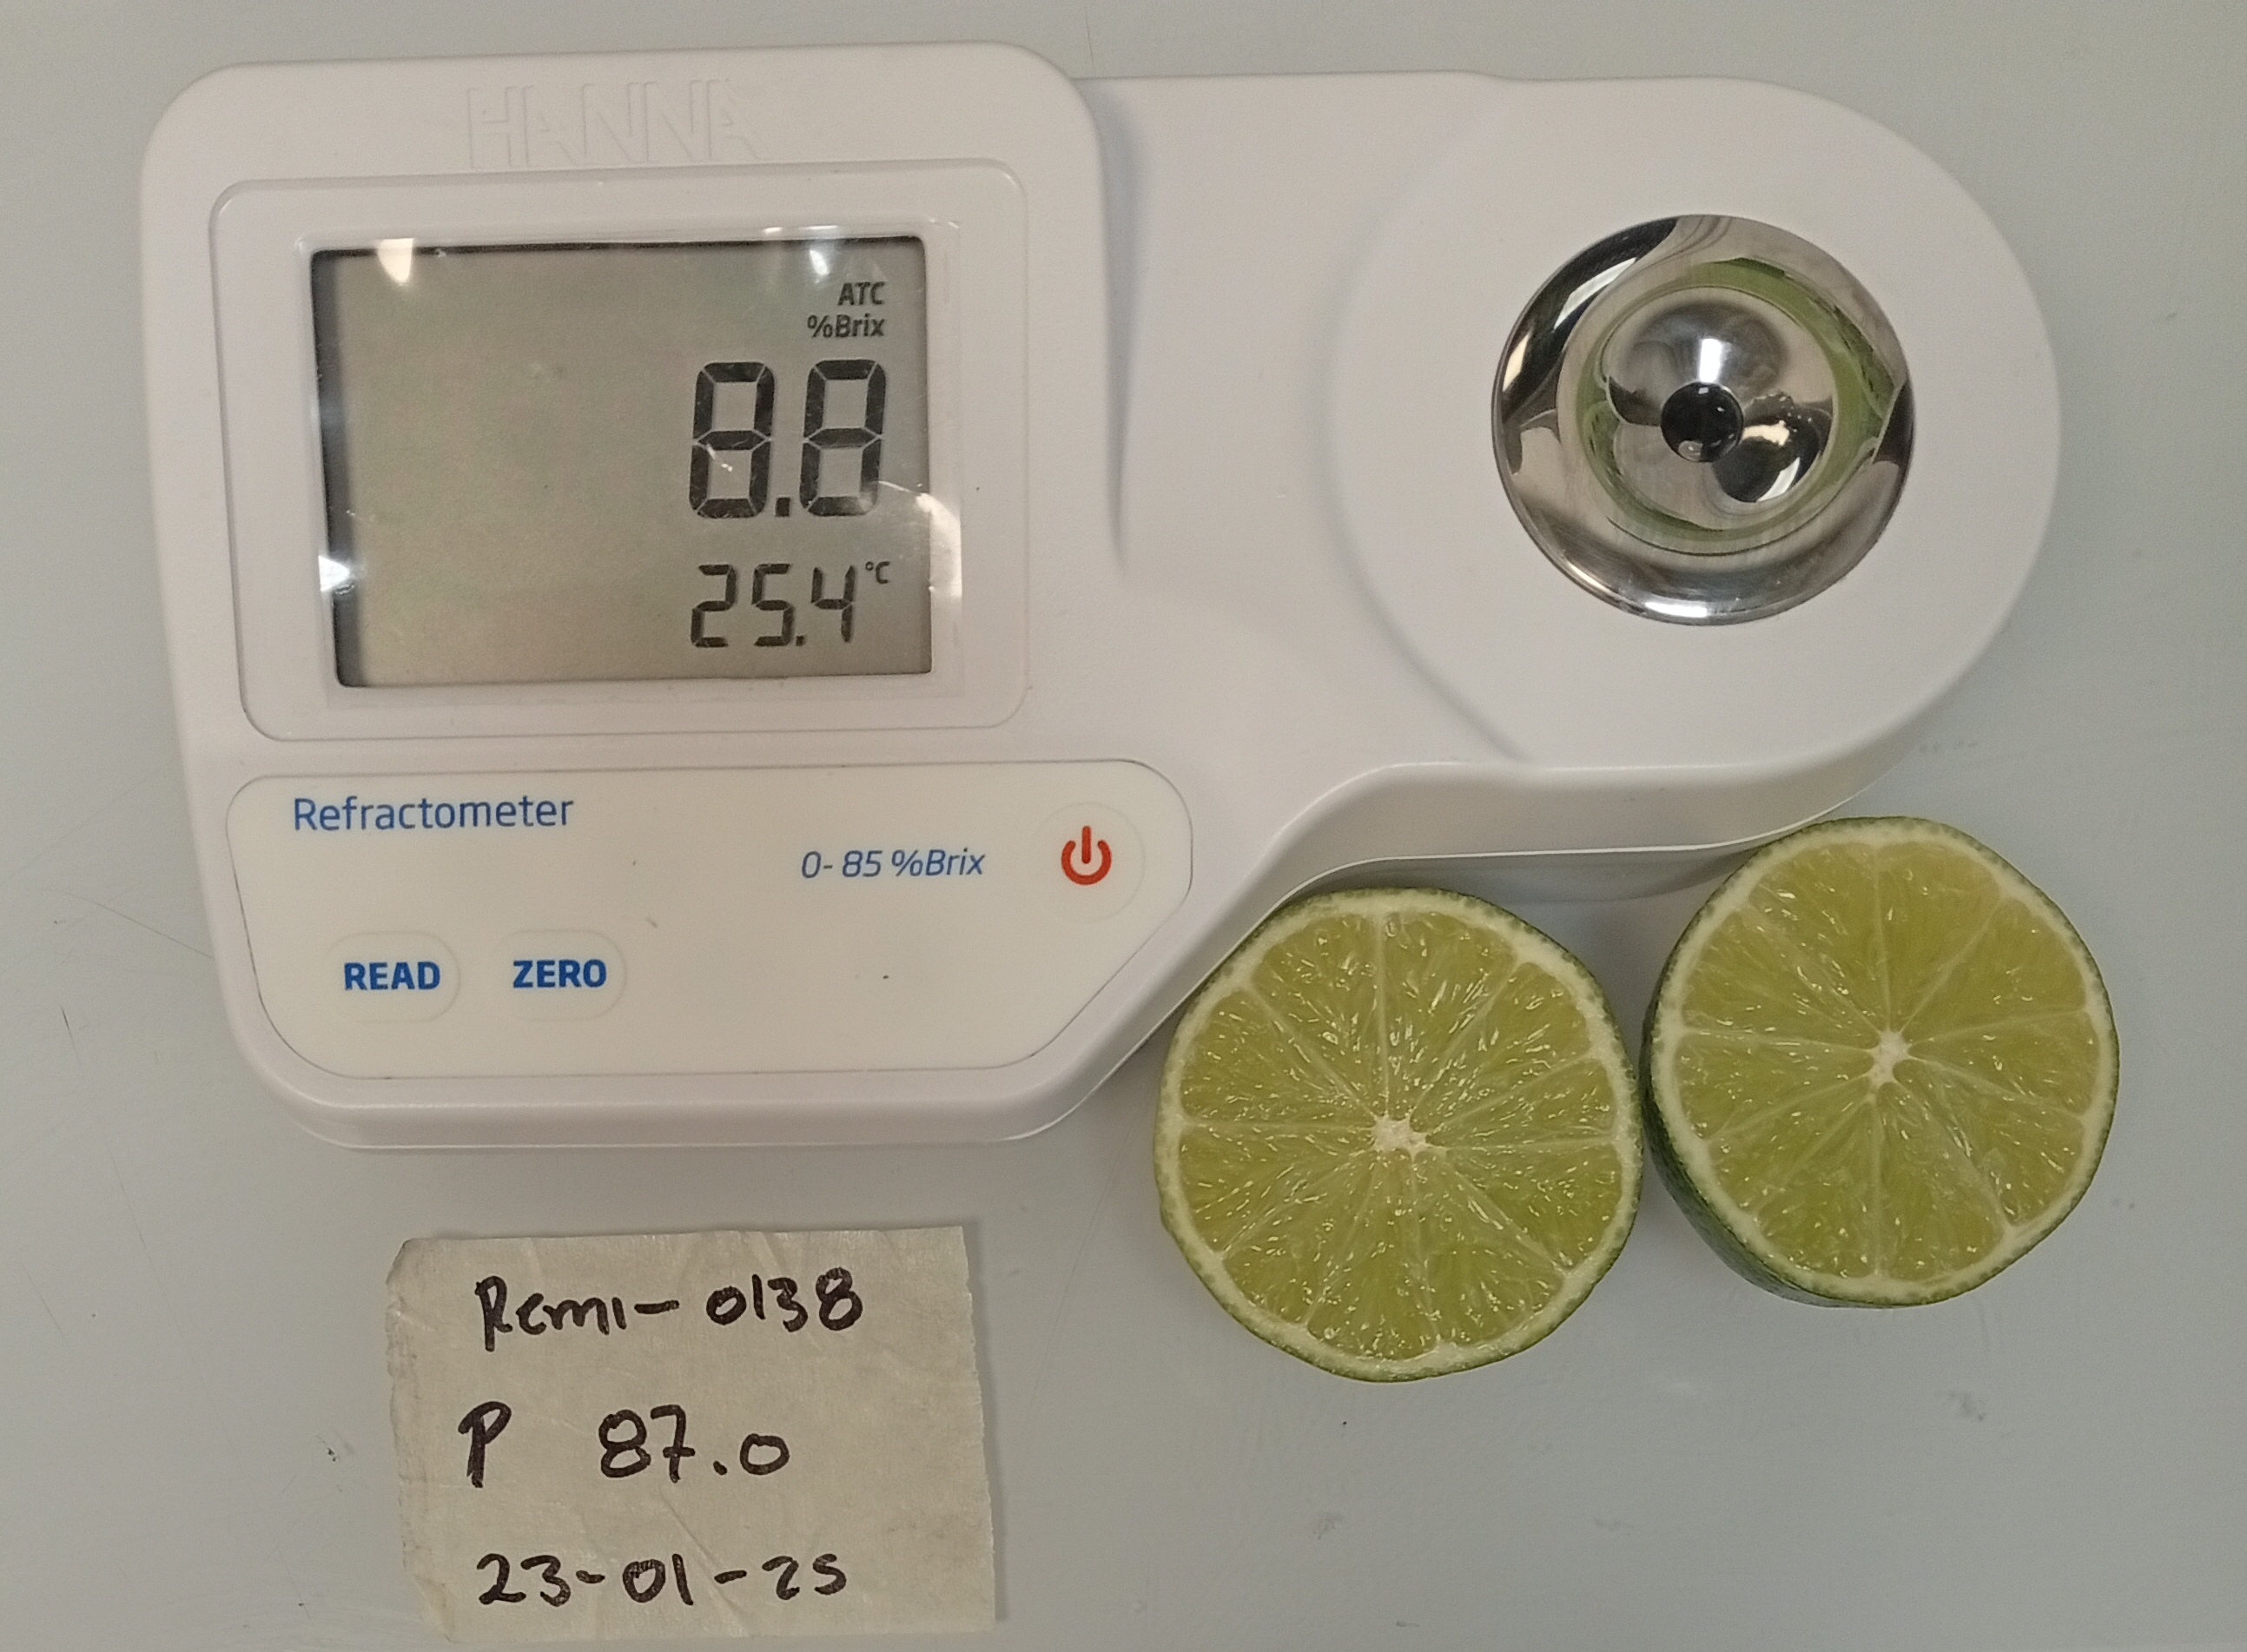 HANNA
ATC
%Brix
8.8
25.4 °C
Refractometer
0- 85 %Brix
READ ZERO
Remi- 0138
P 87.0
23-01-25